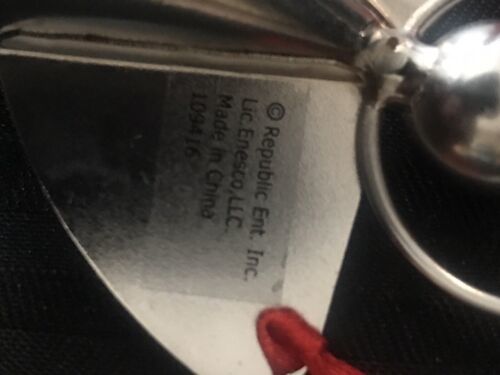 © Republic Ent. Inc.
Lic.Enesco,LLC.
Made in China
109416